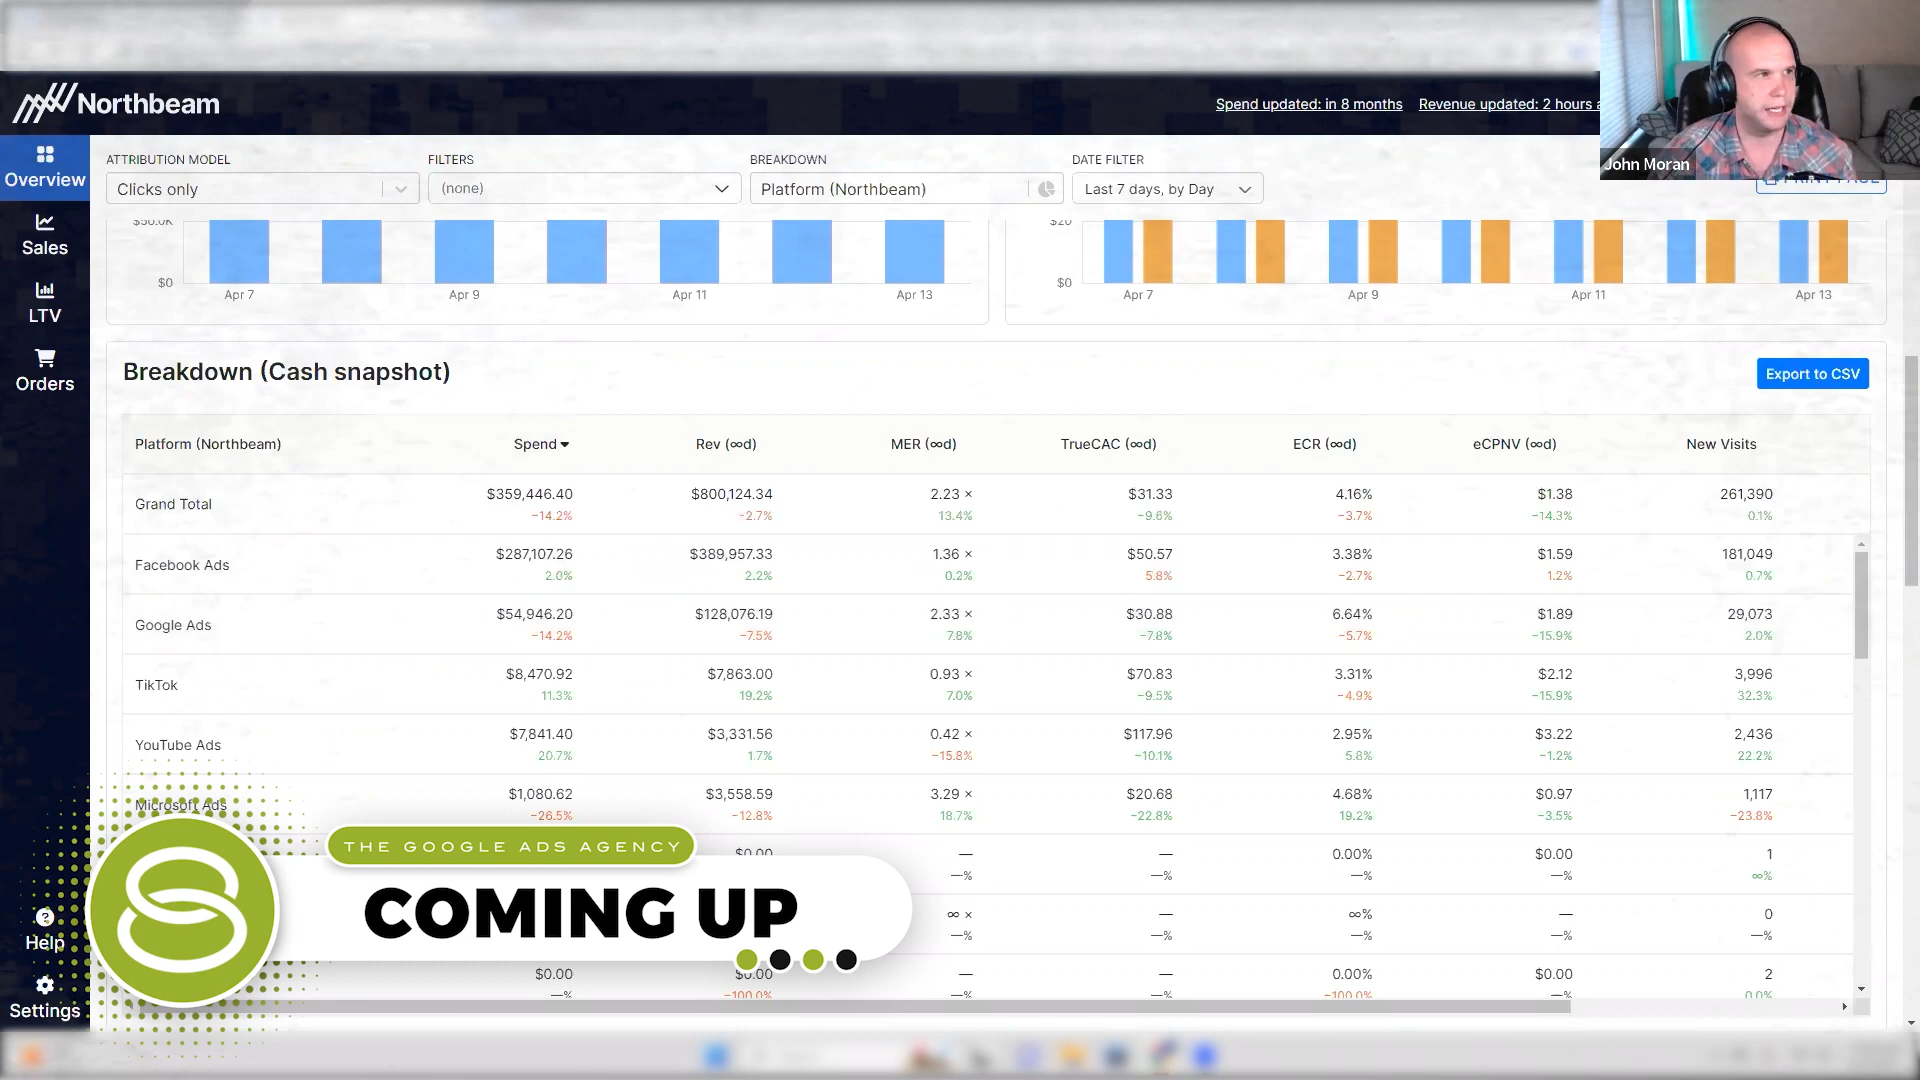 Northbeam
Spend updated: in 8 months Revenue updated: 2 hours a
John Moran
Overview
Sales
LTV
Orders
Help
Settings
ATTRIBUTION MODEL FILTERS BREAKDOWN DATE FILTER
Clicks only (none) Platform (Northbeam) Last 7 days, by Day
PRINT PAGE
$50.0K
$0
Apr 7 Apr 9 Apr 11 Apr 13
$20
$0
Apr 7 Apr 9 Apr 11 Apr 13
Breakdown (Cash snapshot)
Export to CSV
Platform (Northbeam) Spend Rev (∞d) MER (∞d) TrueCAC (∞d) ECR (∞d) eCPNV (∞d) New Visits
Grand Total $359,446.40 $800,124.34 2.23 × $31.33 4.16% $1.38 261,390
−14.2% −2.7% 13.4% −9.6% −3.7% −14.3% 0.1%
Facebook Ads $287,107.26 $389,957.33 1.36 × $50.57 3.38% $1.59 181,049
2.0% 2.2% 0.2% 5.8% −2.7% 1.2% 0.7%
Google Ads $54,946.20 $128,076.19 2.33 × $30.88 6.64% $1.89 29,073
−14.2% −7.5% 7.8% −7.8% −5.7% −15.9% 2.0%
TikTok $8,470.92 $7,863.00 0.93 × $70.83 3.31% $2.12 3,996
11.3% 19.2% 7.0% −9.5% −4.9% −15.9% 32.3%
YouTube Ads $7,841.40 $3,331.56 0.42 × $117.96 2.95% $3.22 2,436
20.7% 1.7% −15.8% −10.1% 5.8% −1.2% 22.2%
Microsoft Ads $1,080.62 $3,558.59 3.29 × $20.68 4.68% $0.97 1,117
−26.5% −12.8% 18.7% −22.8% 19.2% −3.5% −23.8%
$0.00 — — 0.00% $0.00 1
—% —% —% —% ∞%
∞ × — ∞% — 0
—% —% —% —% —%
$0.00 $0.00 — — 0.00% $0.00 2
—% −100.0% —% —% −100.0% —% 0.0%
THE GOOGLE ADS AGENCY
COMING UP